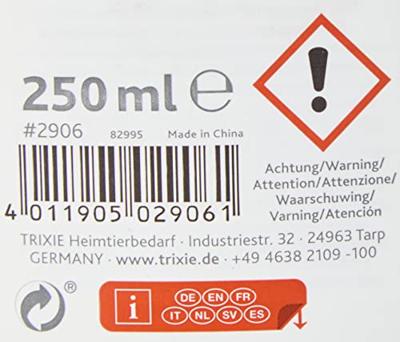 250 ml ℮
#2906 82995 Made in China
4 011905 029061
Achtung/Warning/
Attention/Attenzione/
Waarschuwing/
Varning/Atención
TRIXIE Heimtierbedarf · Industriestr. 32 · 24963 Tarp
GERMANY · www.trixie.de · +49 4638 2109 -100
i
DE EN FR
IT NL SV ES